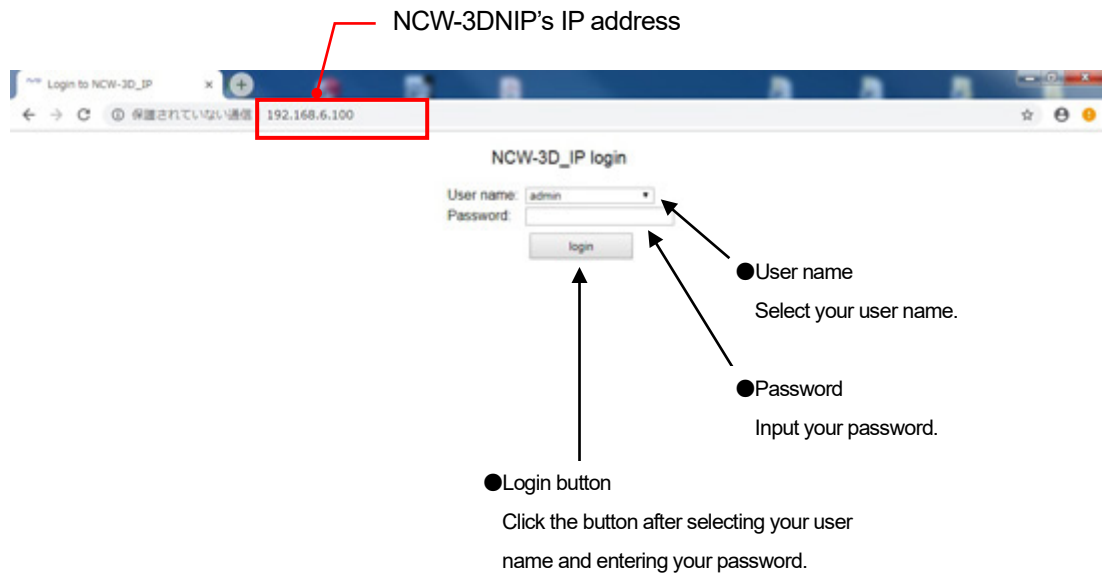 NCW-3DNIP's IP address
Login to NCW-3D_IP
保護されていない通信 192.168.6.100
NCW-3D_IP login
User name: admin
Password:
login
●User name
Select your user name.
●Password
Input your password.
●Login button
Click the button after selecting your user
name and entering your password.